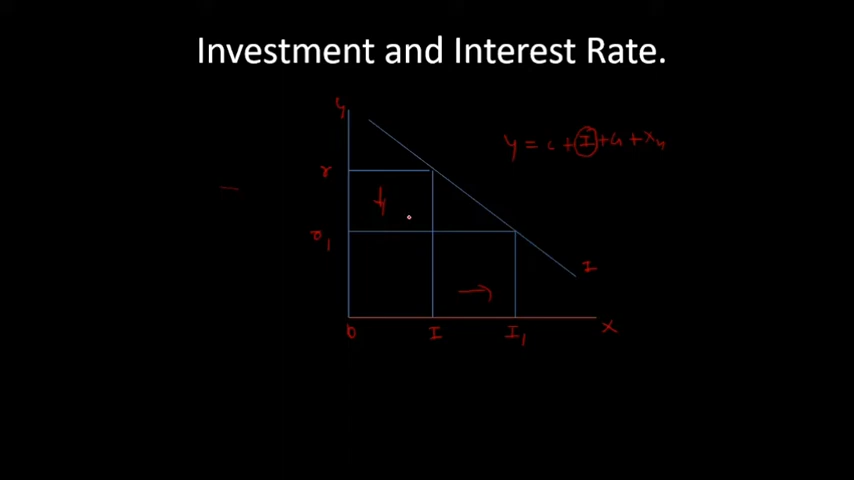 Investment and Interest Rate.
y
y = c + I + G + Xn
r
r1
I
0 I I1 X